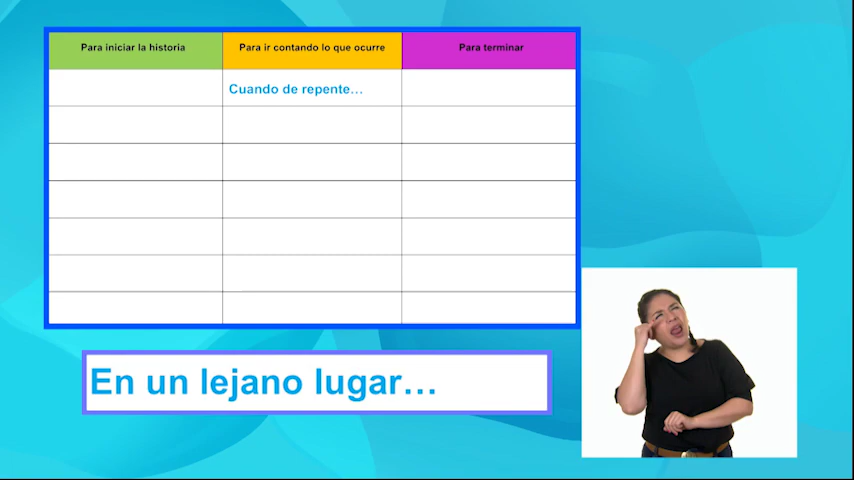 Para iniciar la historia
Para ir contando lo que ocurre
Para terminar
Cuando de repente…
En un lejano lugar…